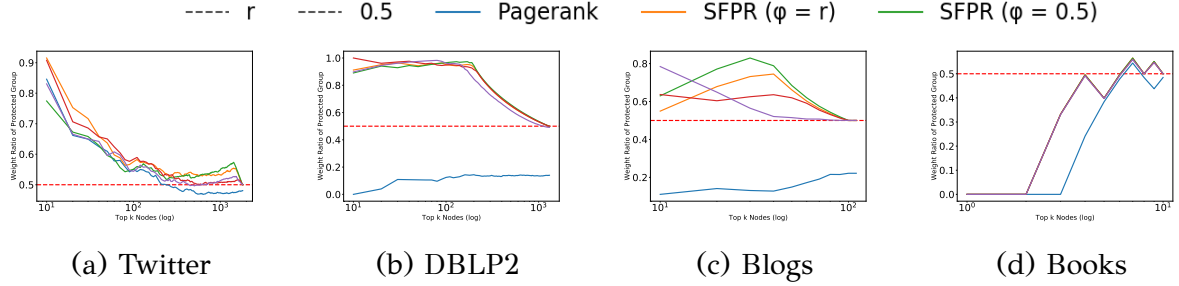 r 0.5 Pagerank SFPR (φ = r) SFPR (φ = 0.5)
Weight Ratio of Protected Group
0.9
0.8
0.7
0.6
0.5
10¹ 10² 10³
Top k Nodes (log)
(a) Twitter
Weight Ratio of Protected Group
1.0
0.8
0.6
0.4
0.2
0.0
10¹ 10² 10³
Top k Nodes (log)
(b) DBLP2
Weight Ratio of Protected Group
0.8
0.6
0.4
0.2
10¹ 10²
Top k Nodes (log)
(c) Blogs
Weight Ratio of Protected Group
0.5
0.4
0.3
0.2
0.1
0.0
10⁰ 10¹
Top k Nodes (log)
(d) Books